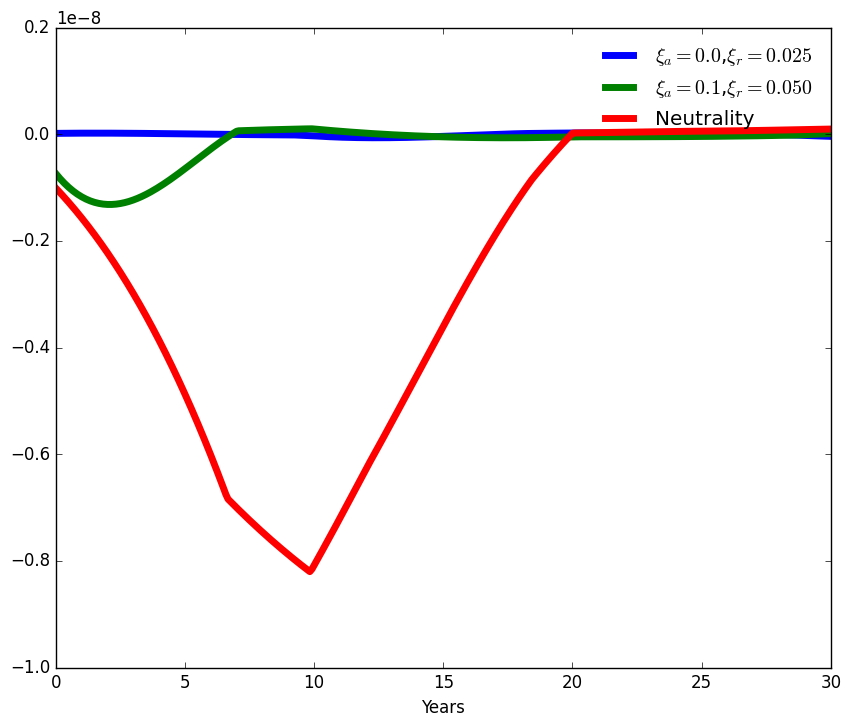 1e−8
0.2
0.0
−0.2
−0.4
−0.6
−0.8
−1.0
ξa = 0.0,ξr = 0.025
ξa = 0.1,ξr = 0.050
Neutrality
0 5 10 15 20 25 30
Years